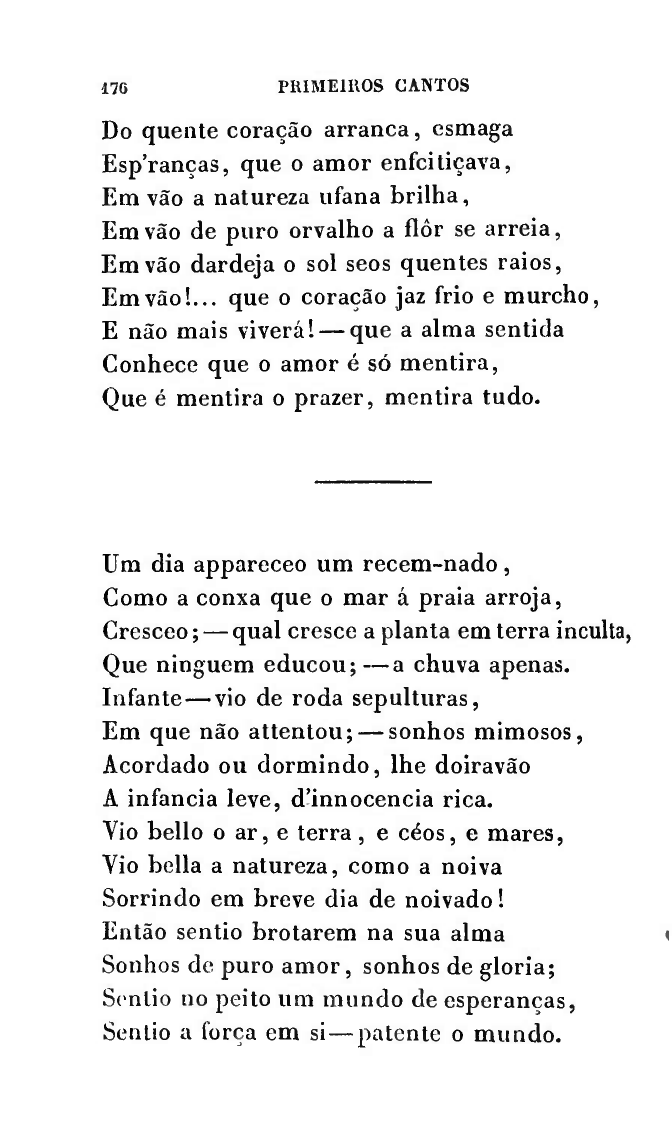 176 PRIMEIROS CANTOS
Do quente coração arranca, esmaga
Esp'ranças, que o amor enfeitiçava,
Em vão a natureza ufana brilha,
Em vão de puro orvalho a flôr se arreia,
Em vão dardeja o sol seos quentes raios,
Em vão!... que o coração jaz frio e murcho,
E não mais viverá!—que a alma sentida
Conhece que o amor é só mentira,
Que é mentira o prazer, mentira tudo.
Um dia appareceo um recem-nado,
Como a conxa que o mar á praia arroja,
Cresceo;—qual cresce a planta em terra inculta,
Que ninguem educou;—a chuva apenas.
Infante—vio de roda sepulturas,
Em que não attentou;—sonhos mimosos,
Acordado ou dormindo, lhe doiravão
A infancia leve, d'innocencia rica.
Vio bello o ar, e terra, e céos, e mares,
Vio bella a natureza, como a noiva
Sorrindo em breve dia de noivado!
Então sentio brotarem na sua alma
Sonhos de puro amor, sonhos de gloria;
Sentio no peito um mundo de esperanças,
Sentio a força em si—patente o mundo.